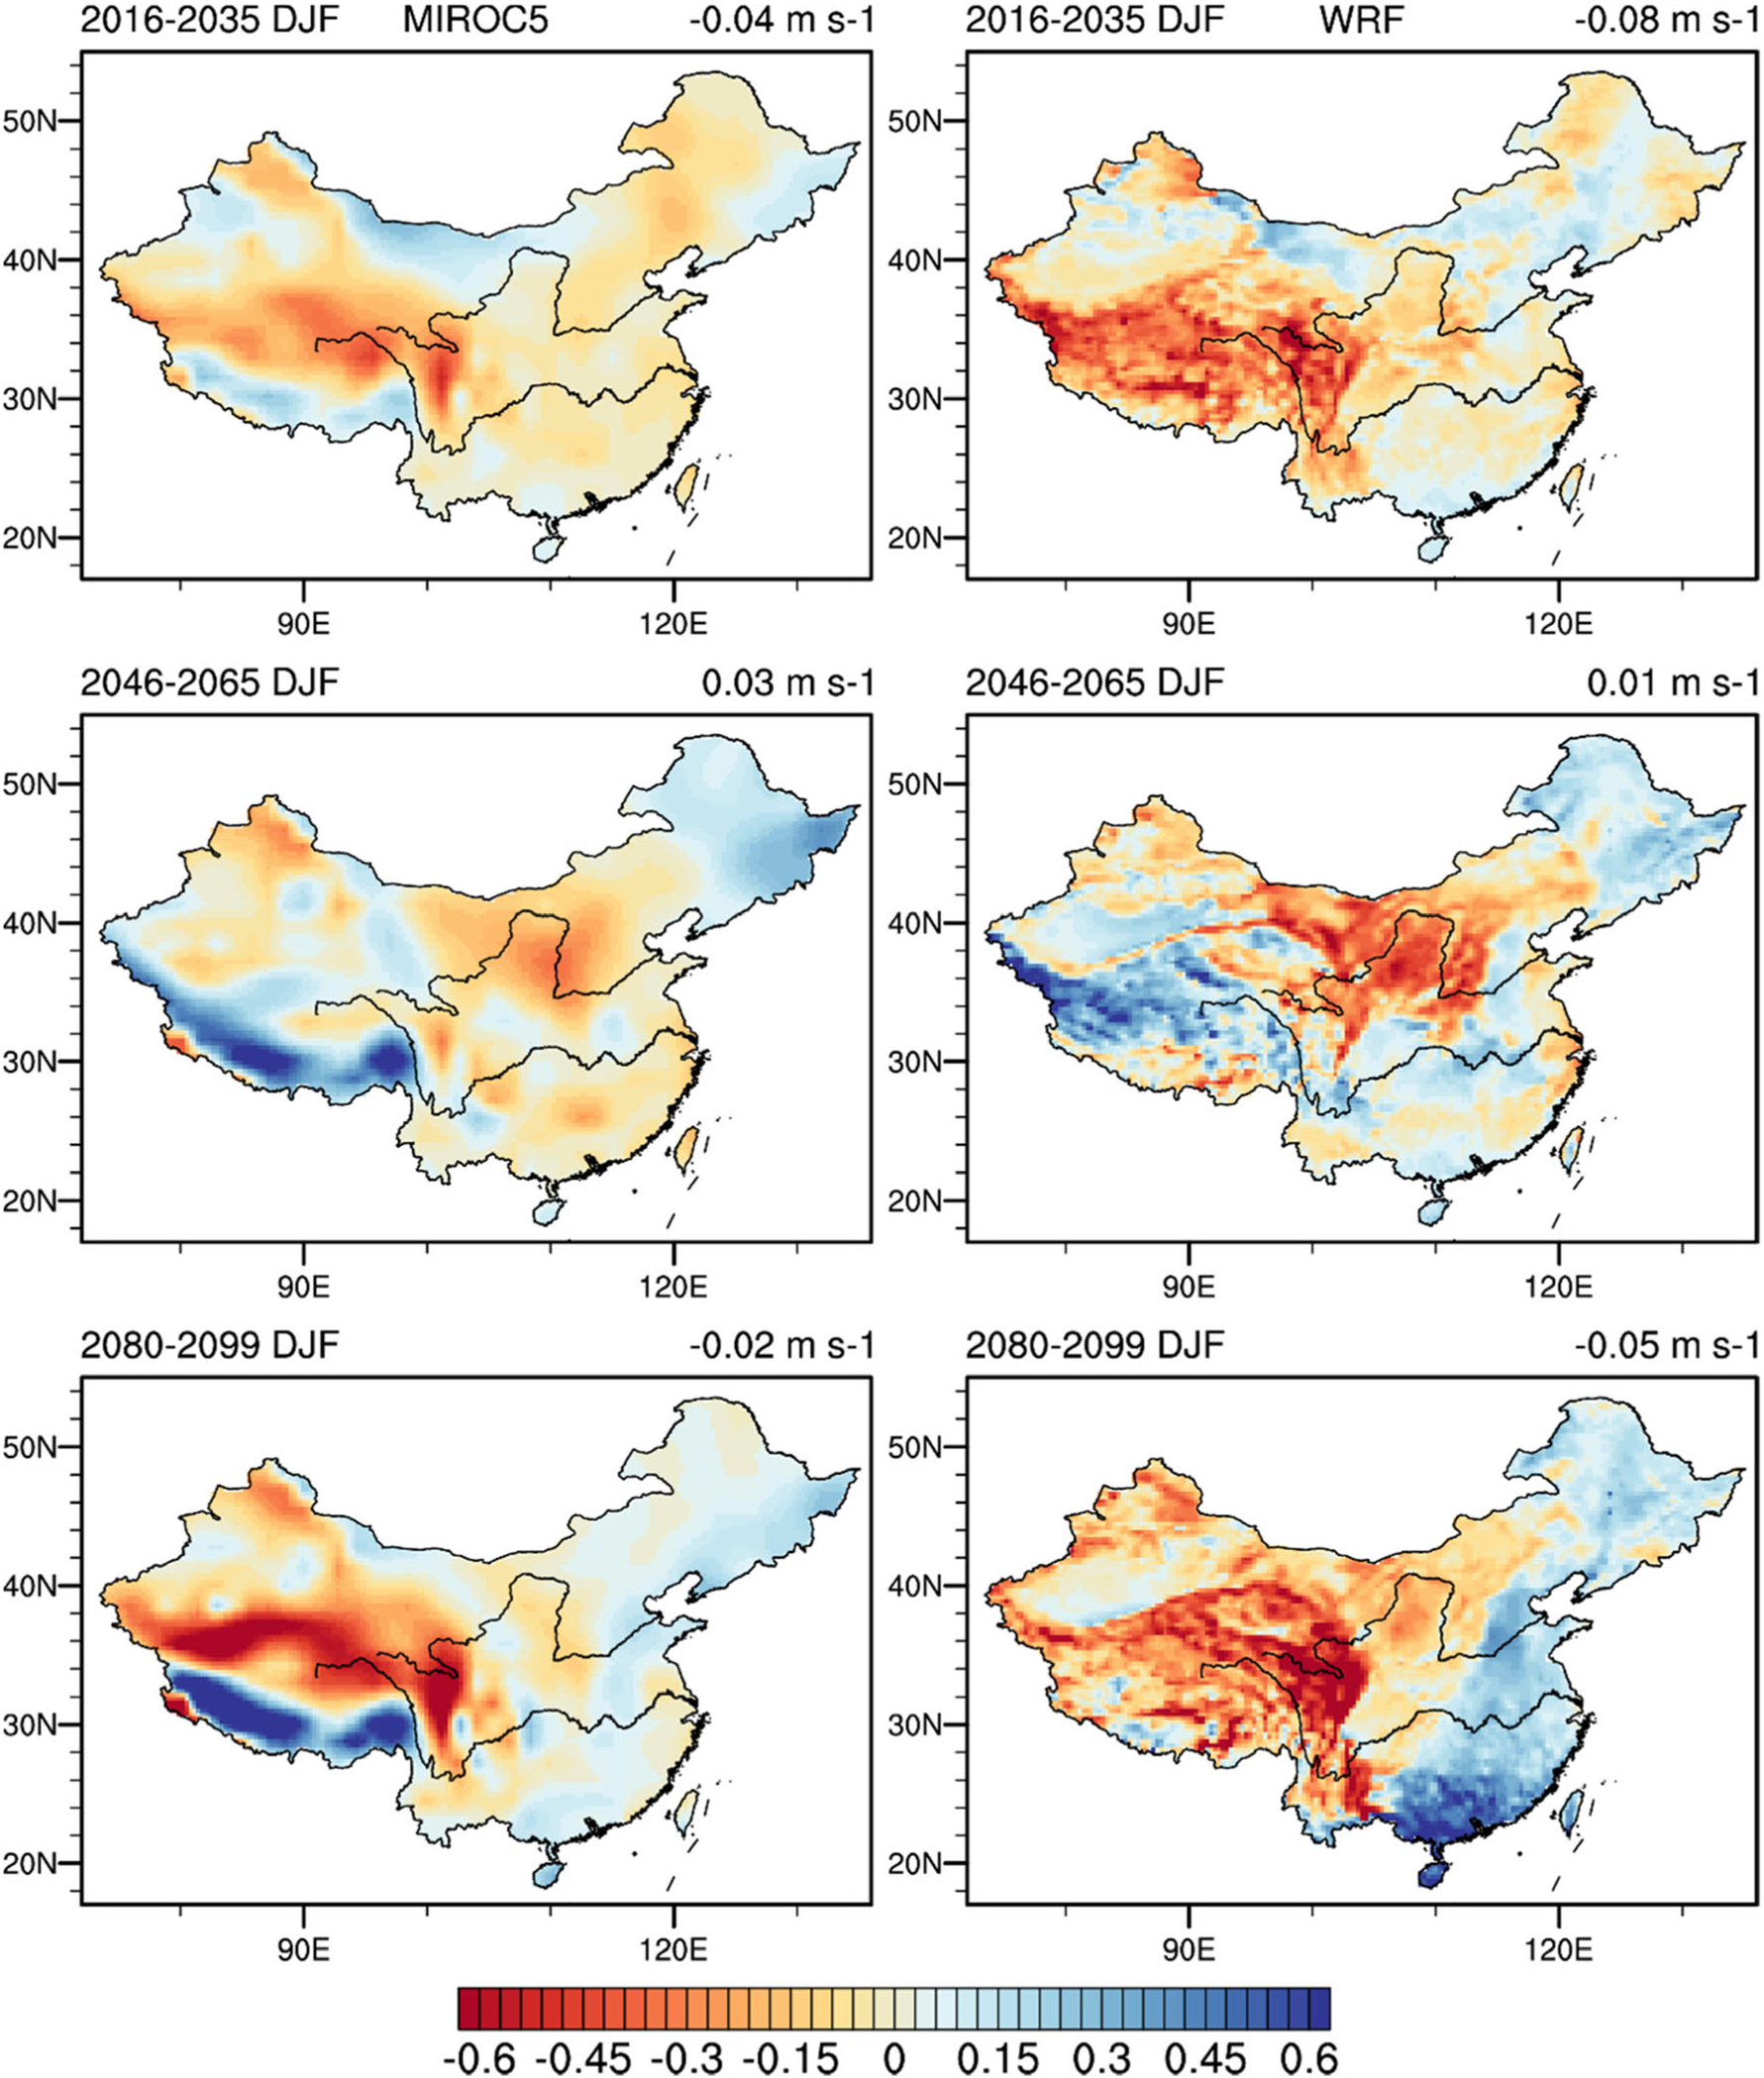 2016-2035 DJF MIROC5 -0.04 m s-1 2016-2035 DJF WRF -0.08 m s-1
50N 50N
40N 40N
30N 30N
20N 20N
90E 120E 90E 120E
2046-2065 DJF 0.03 m s-1 2046-2065 DJF 0.01 m s-1
50N 50N
40N 40N
30N 30N
20N 20N
90E 120E 90E 120E
2080-2099 DJF -0.02 m s-1 2080-2099 DJF -0.05 m s-1
50N 50N
40N 40N
30N 30N
20N 20N
90E 120E 90E 120E
-0.6 -0.45 -0.3 -0.15 0 0.15 0.3 0.45 0.6